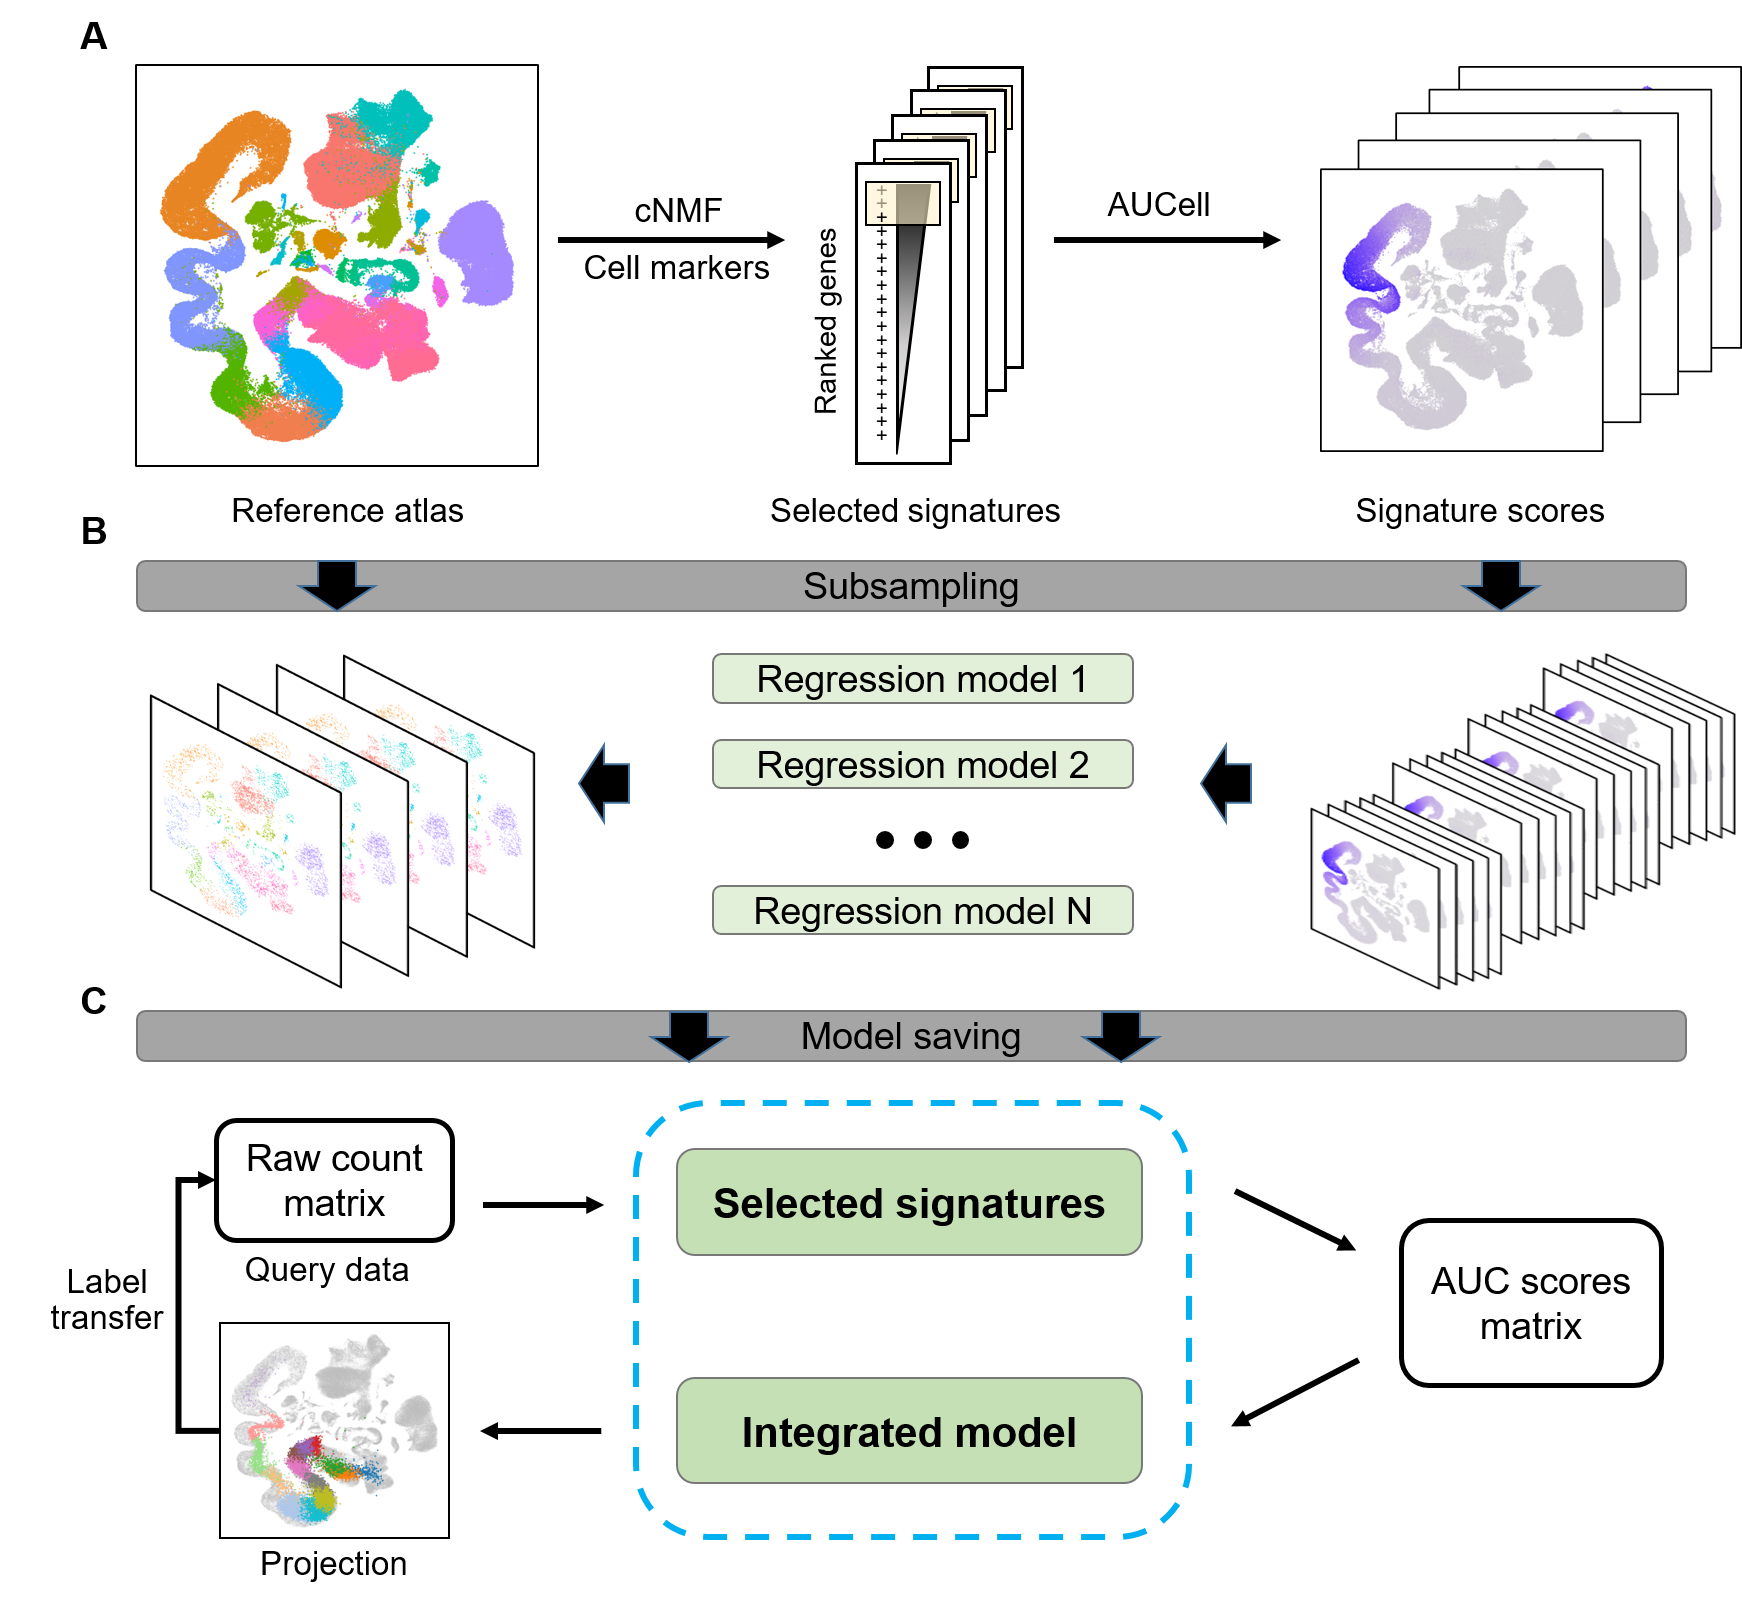 A
cNMF
Cell markers
Ranked genes
AUCell
Reference atlas
Selected signatures
Signature scores
B
Subsampling
Regression model 1
Regression model 2
Regression model N
C
Model saving
Raw count
matrix
Query data
Label
transfer
Projection
Selected signatures
Integrated model
AUC scores
matrix